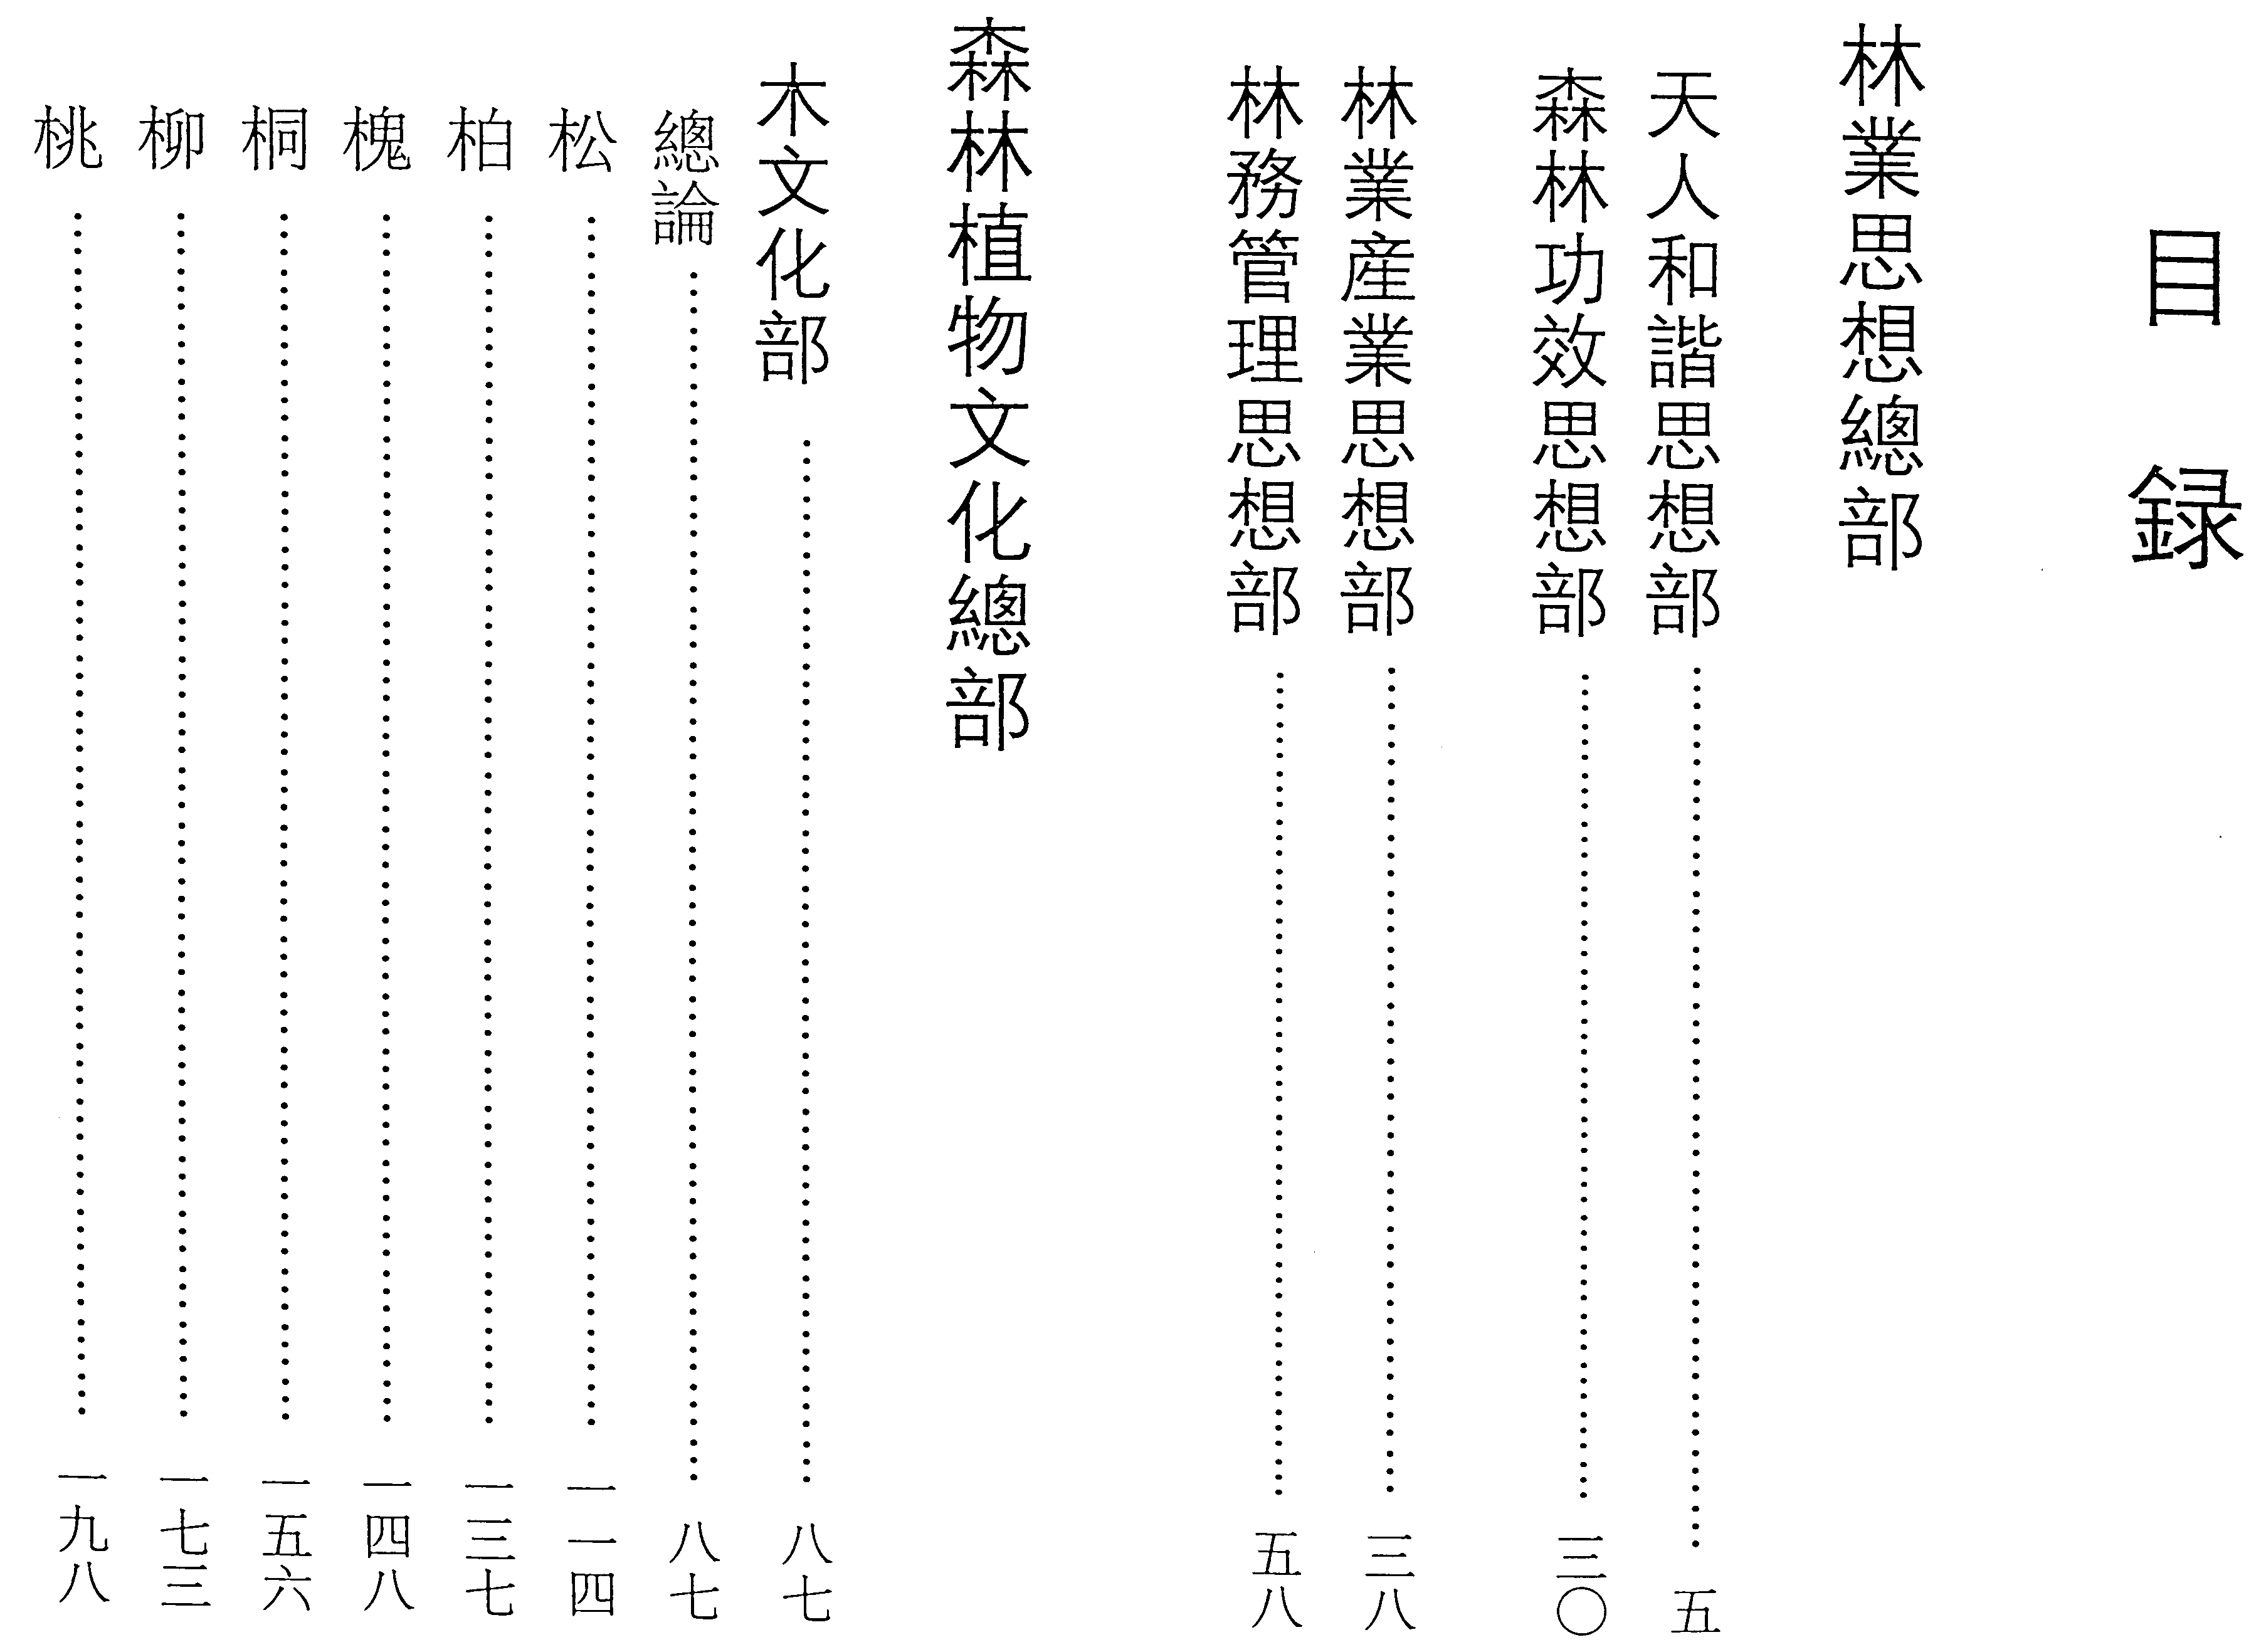 目録
林業思想總部
天人和諧思想部……五
森林功效思想部……三〇
林業産業思想部……三八
林務管理思想部……五八
森林植物文化總部
木文化部……八七
總論……八七
松……一一四
柏……一三七
槐……一四八
桐……一五六
柳……一七三
桃……一九八